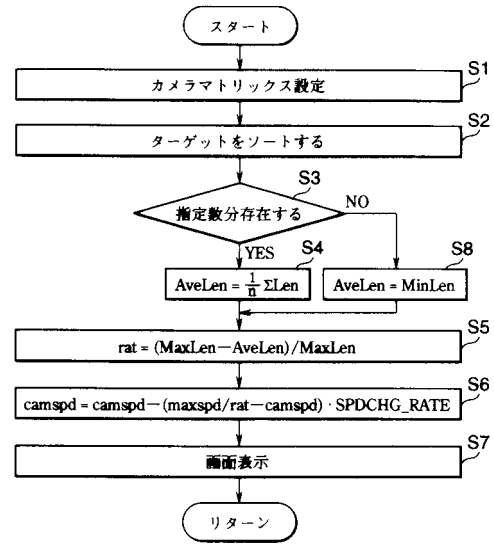 スタート
S1
カメラマトリックス設定
S2
ターゲットをソートする
S3
指定数分存在する
NO
YES
S4
AveLen = 1/n ΣLen
S8
AveLen = MinLen
S5
rat = (MaxLen−AveLen)/MaxLen
S6
camspd = camspd−(maxspd/rat−camspd) · SPDCHG_RATE
S7
画面表示
リターン